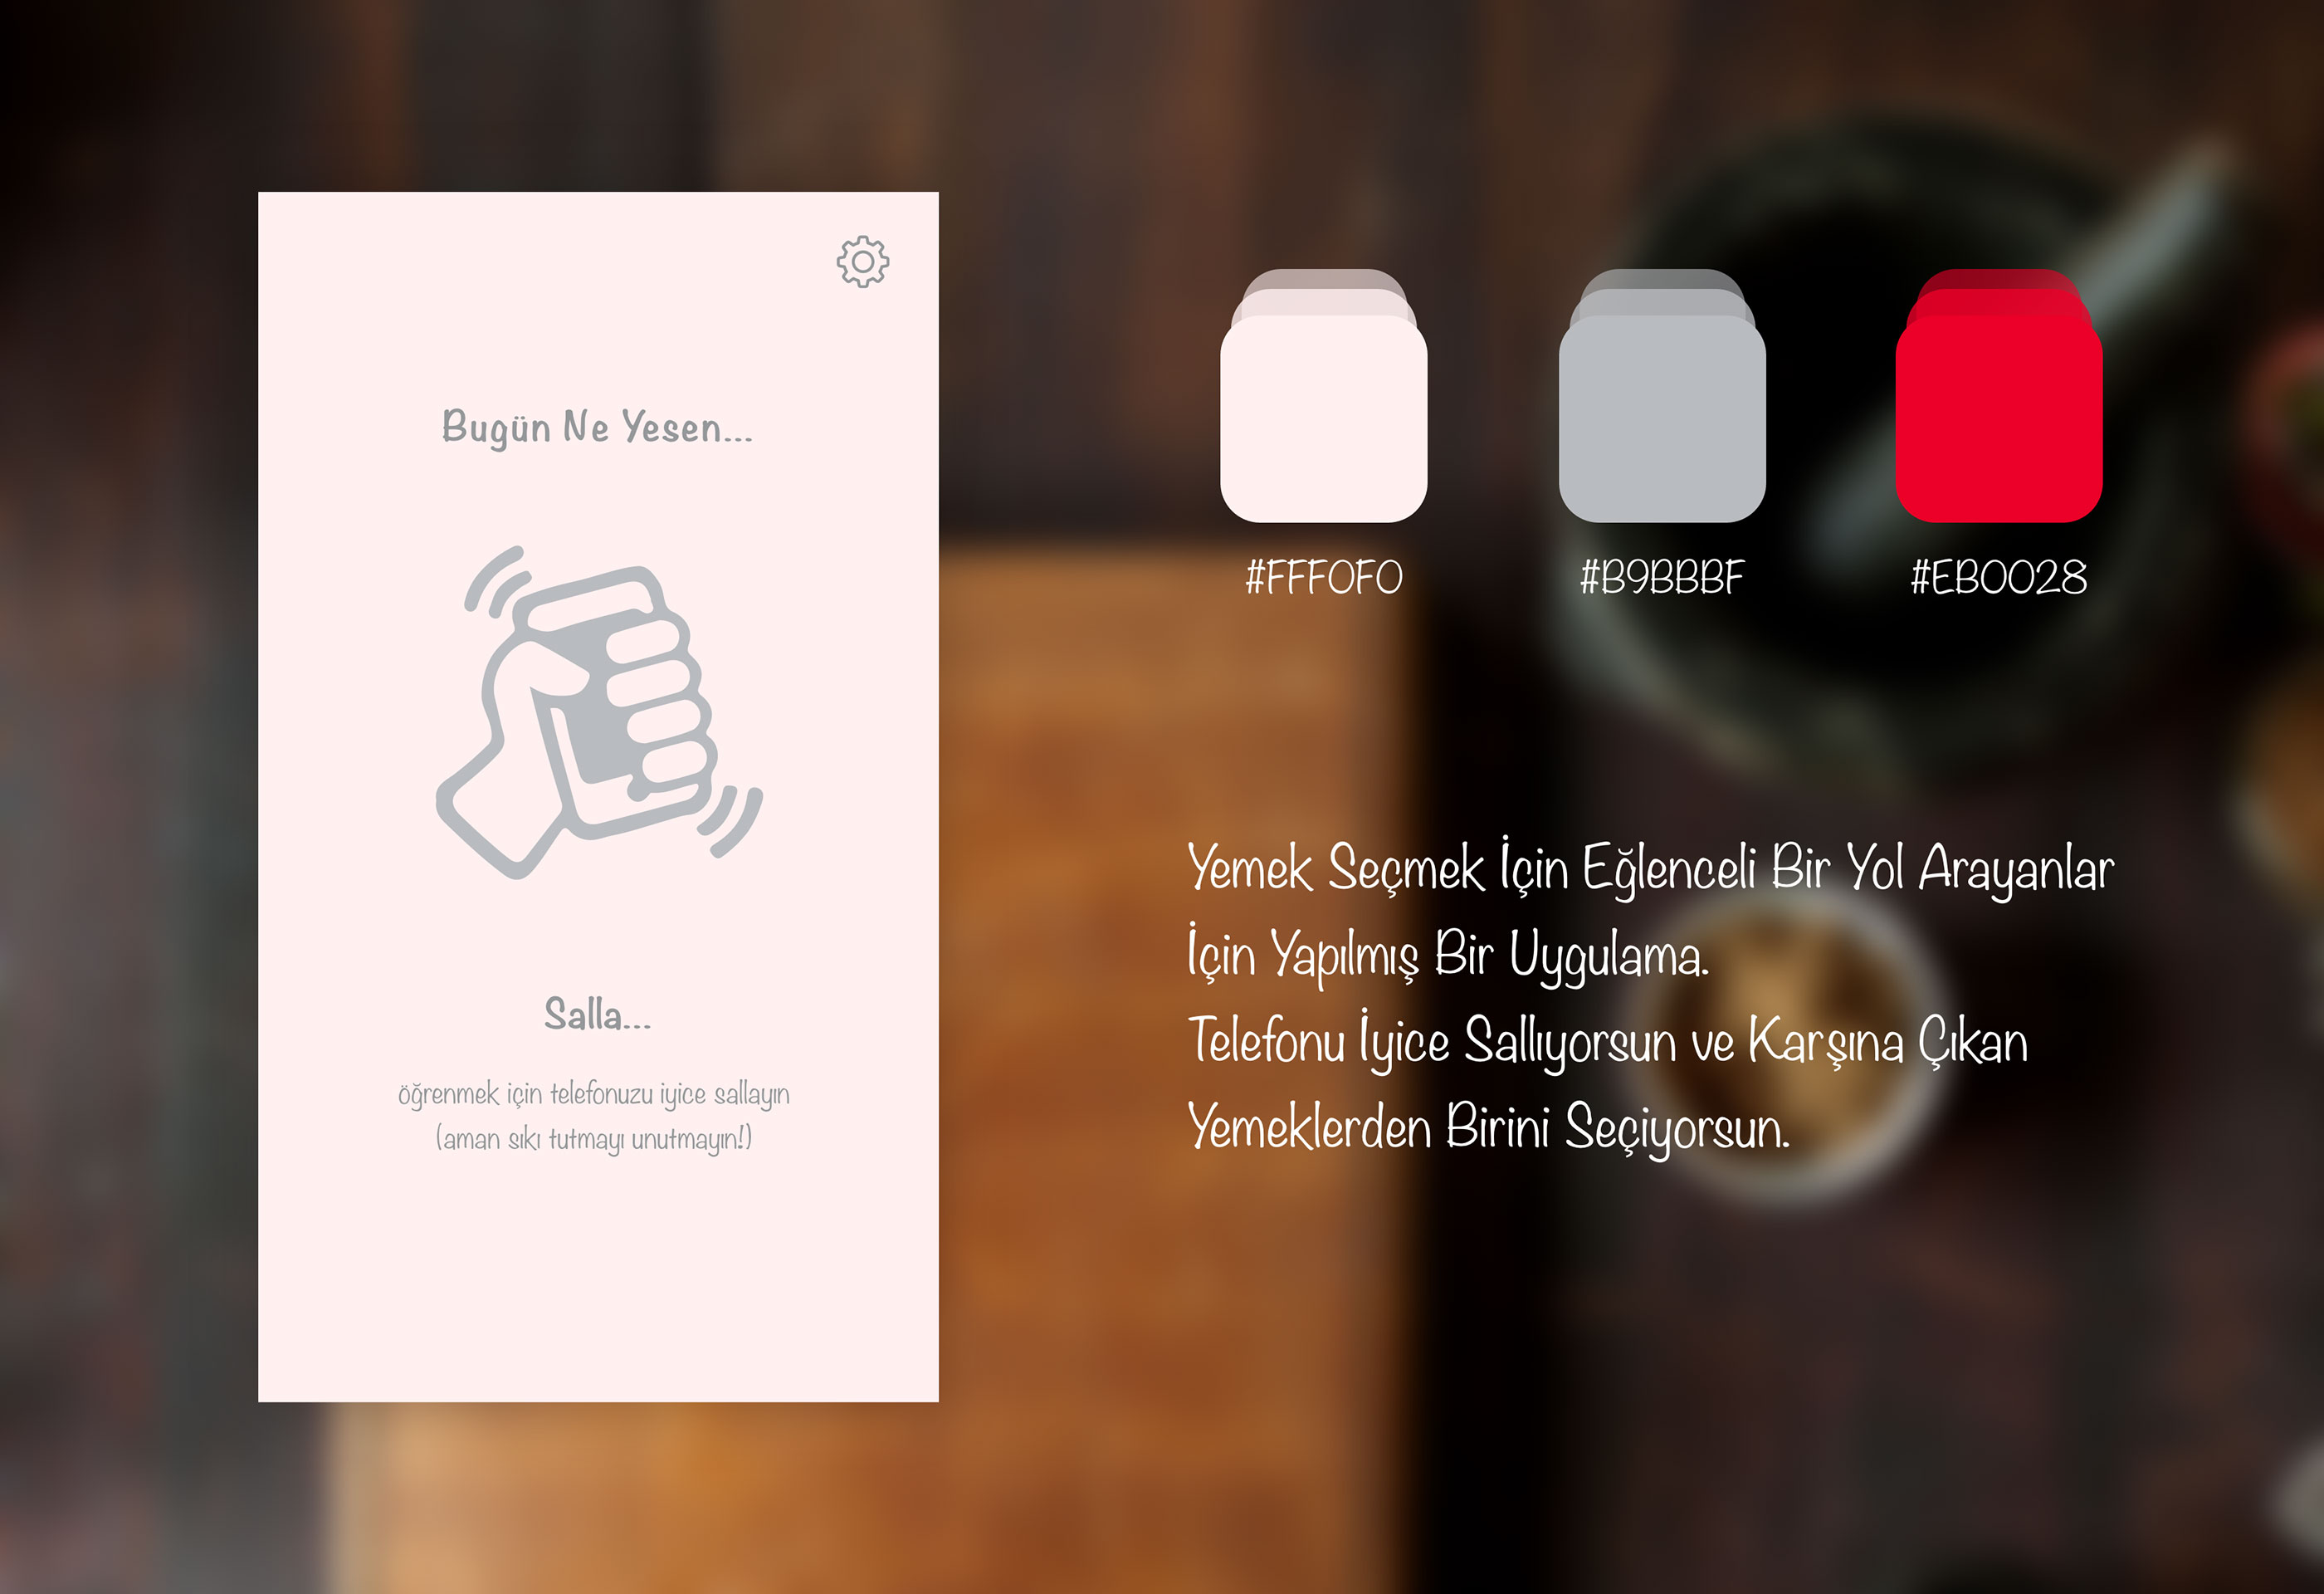 Bugün Ne Yesen...
Salla...
öğrenmek için telefonuzu iyice sallayın
(aman sıkı tutmayı unutmayın!)
#FFF0F0
#B9BBBF
#EB0028
Yemek Seçmek İçin Eğlenceli Bir Yol Arayanlar
İçin Yapılmış Bir Uygulama.
Telefonu İyice Sallıyorsun ve Karşına Çıkan
Yemeklerden Birini Seçiyorsun.